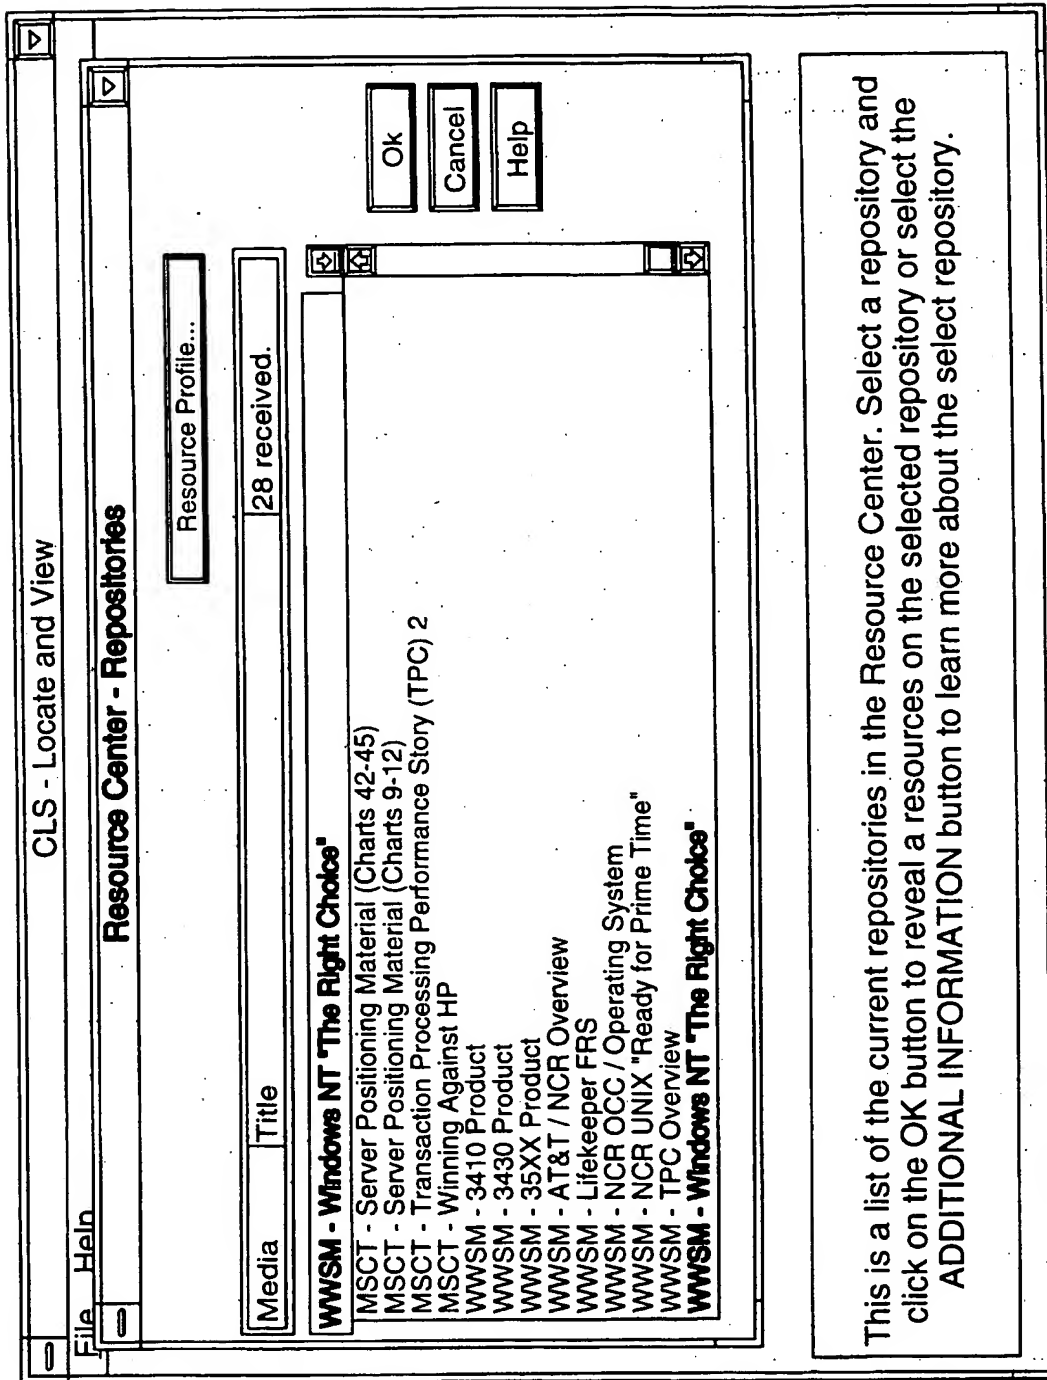 CLS - Locate and View
File Help
Resource Center - Repositories
Resource Profile...
Media Title 28 received.
WWSM - Windows NT "The Right Choice"
MSCT - Server Positioning Material (Charts 42-45)
MSCT - Server Positioning Material (Charts 9-12)
MSCT - Transaction Processing Performance Story (TPC) 2
MSCT - Winning Against HP
WWSM - 3410 Product
WWSM - 3430 Product
WWSM - 35XX Product
WWSM - AT&T / NCR Overview
WWSM - Lifekeeper FRS
WWSM - NCR OCC / Operating System
WWSM - NCR UNIX "Ready for Prime Time"
WWSM - TPC Overview
WWSM - Windows NT "The Right Choice"
Ok
Cancel
Help
This is a list of the current repositories in the Resource Center. Select a repository and
click on the OK button to reveal a resources on the selected repository or select the
ADDITIONAL INFORMATION button to learn more about the select repository.